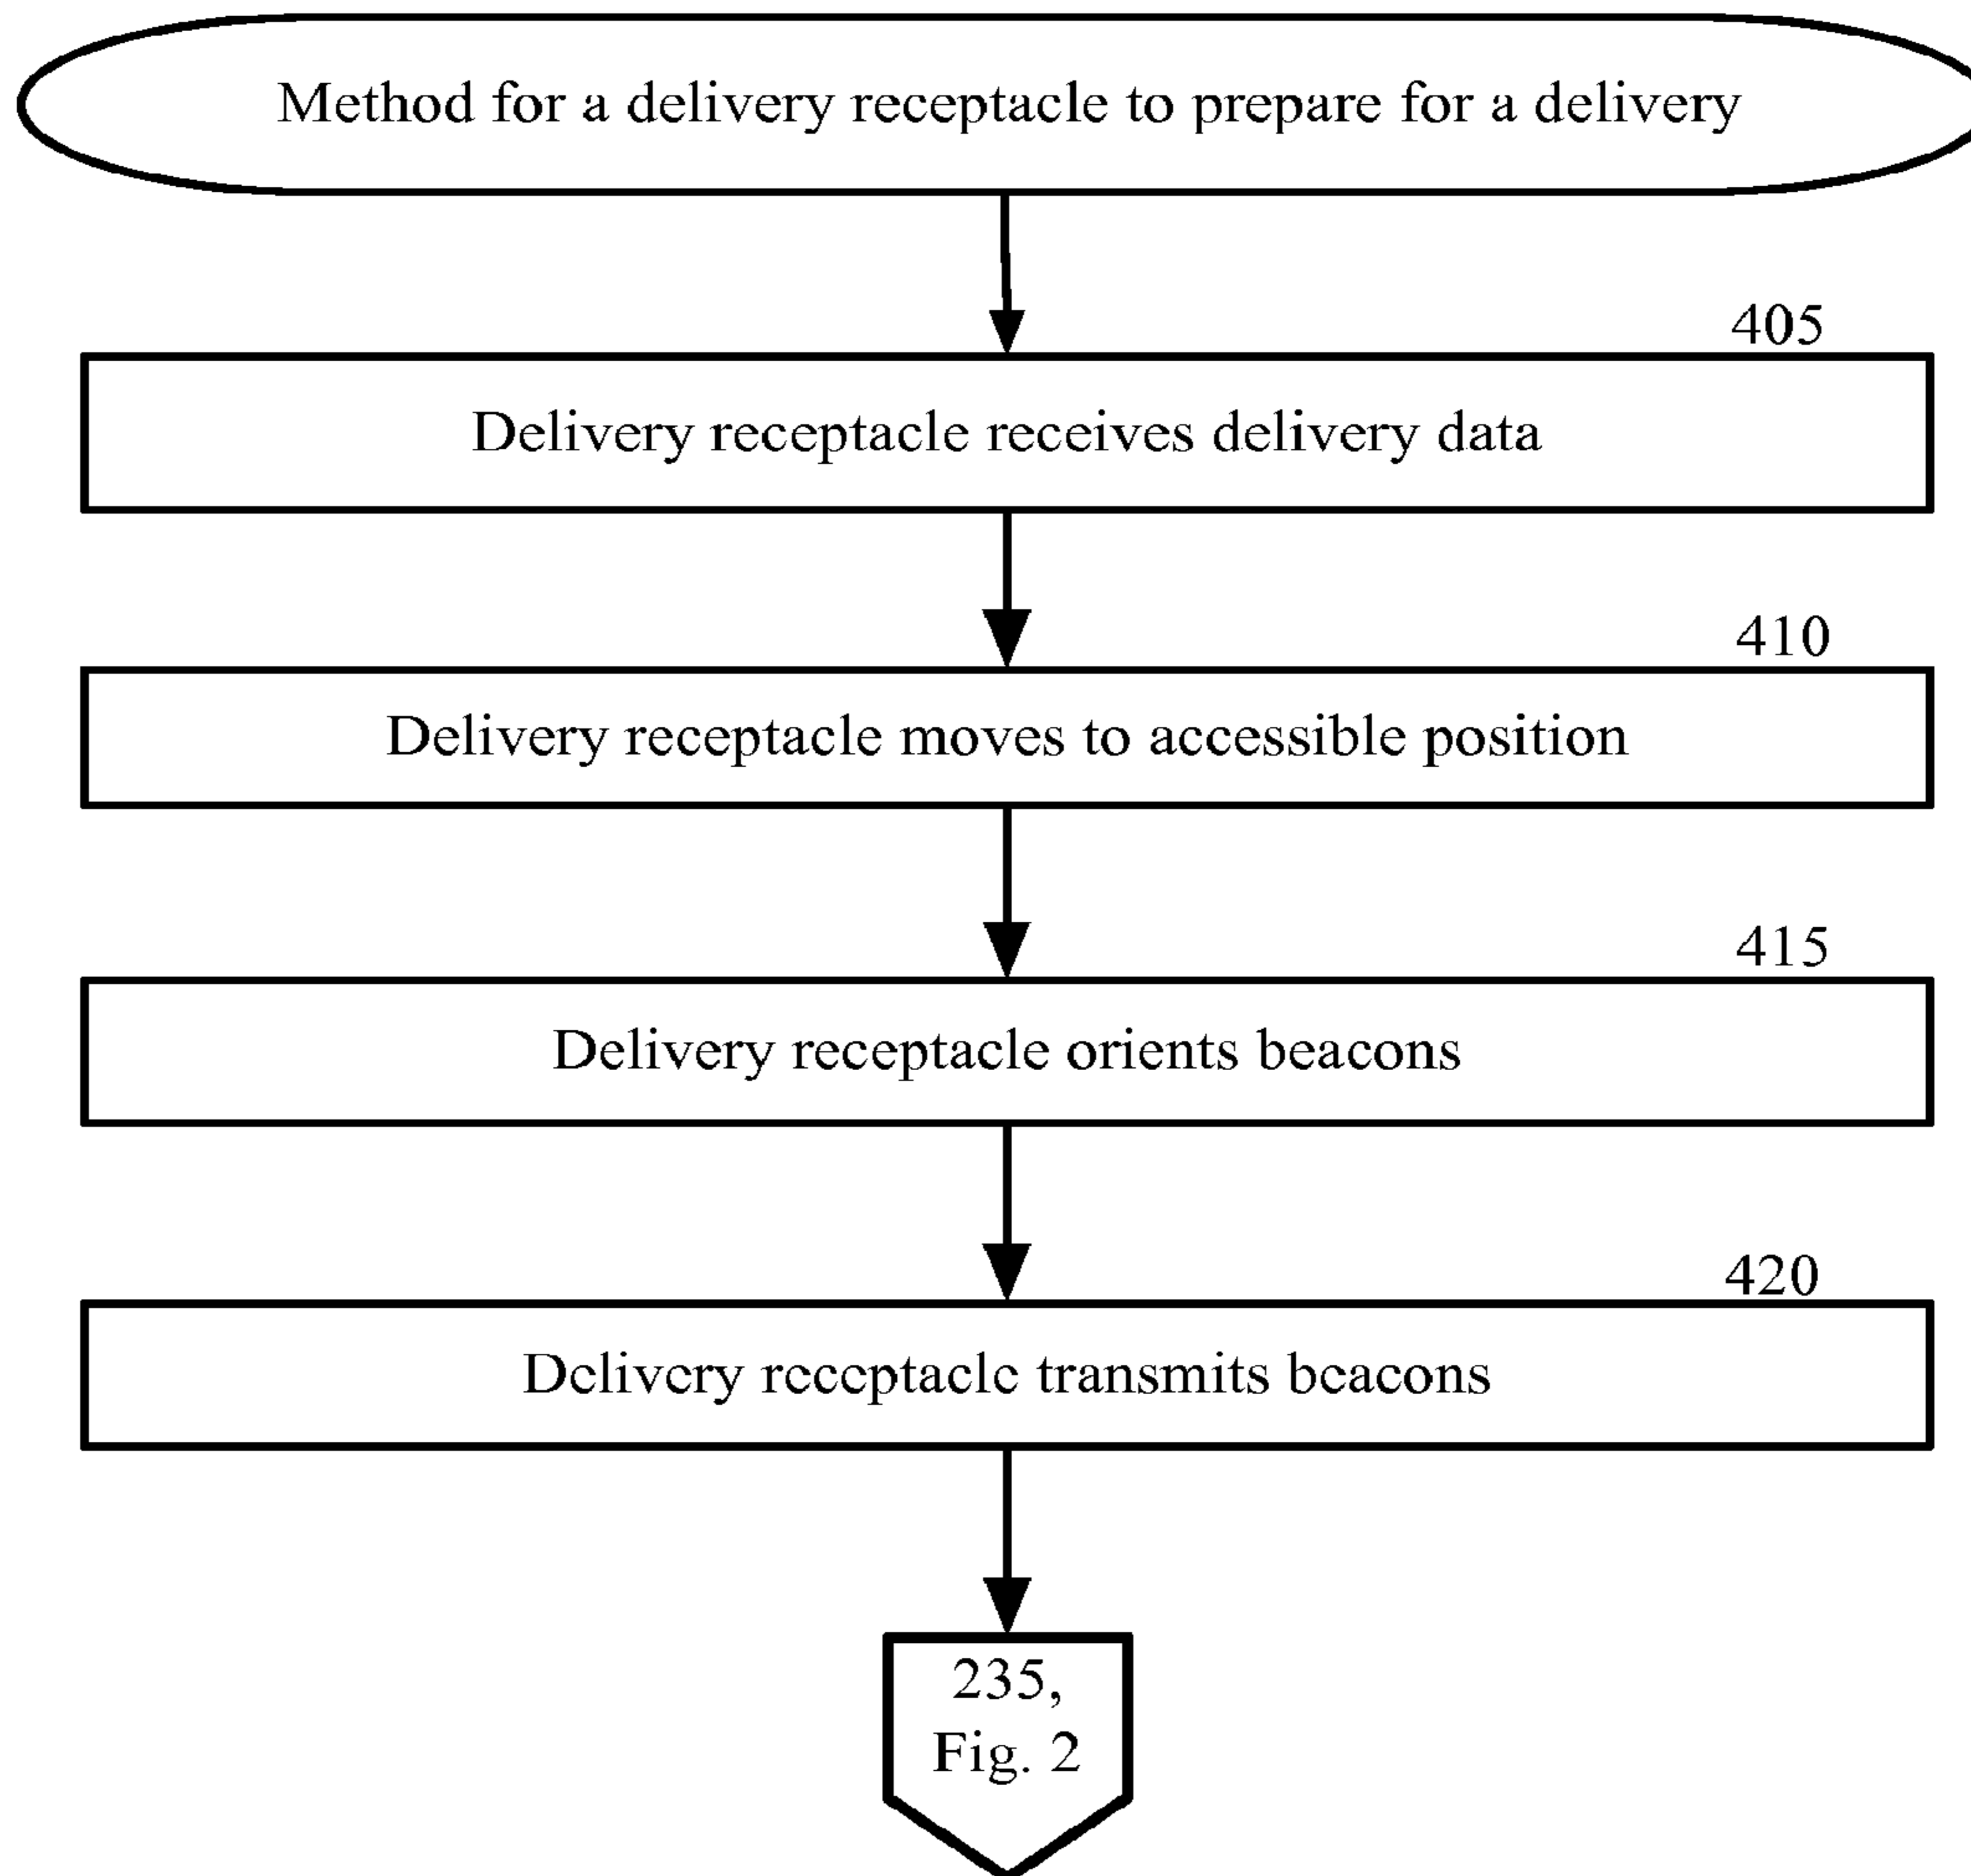 Method for a delivery receptacle to prepare for a delivery
405
Delivery receptacle receives delivery data
410
Delivery receptacle moves to accessible position
415
Delivery receptacle orients beacons
420
Delivery receptacle transmits beacons
235,
Fig. 2